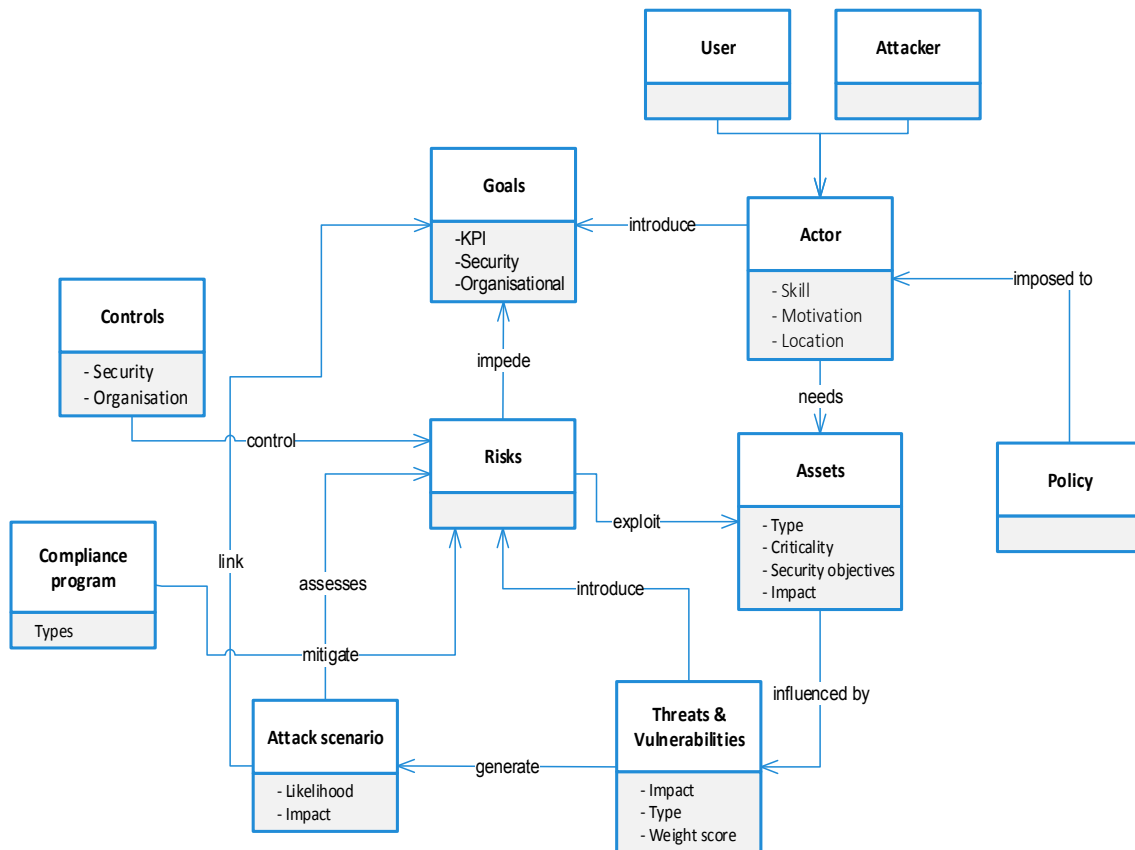 User
Attacker
Goals
-KPI
-Security
-Organisational
introduce
Actor
- Skill
- Motivation
- Location
imposed to
Controls
- Security
- Organisation
impede
needs
control
Risks
Assets
- Type
- Criticality
- Security objectives
- Impact
Policy
exploit
Compliance
program
Types
link
assesses
introduce
mitigate
influenced by
Attack scenario
- Likelihood
- Impact
generate
Threats &
Vulnerabilities
- Impact
- Type
- Weight score